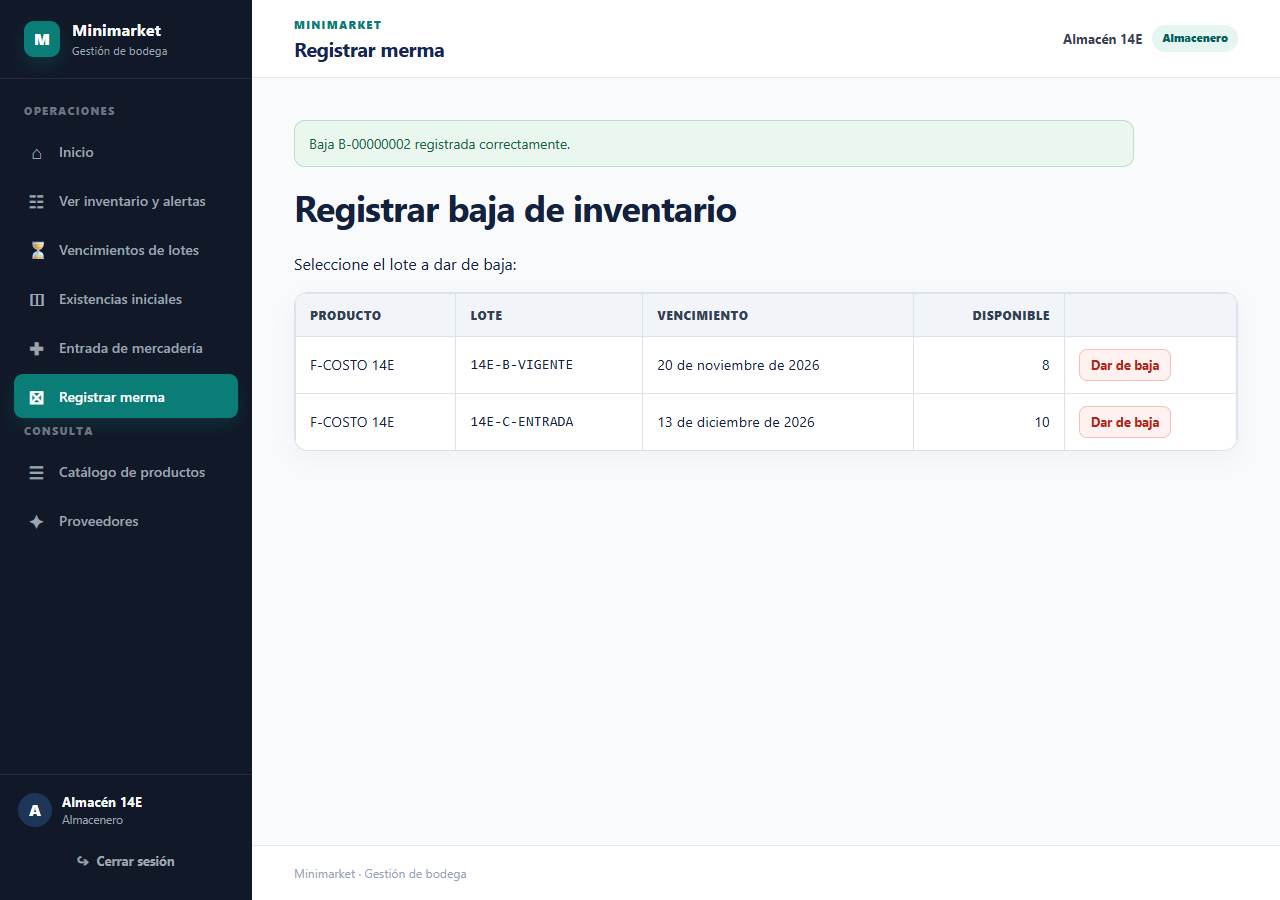 M
Minimarket
Gestión de bodega
OPERACIONES
Inicio
Ver inventario y alertas
Vencimientos de lotes
Existencias iniciales
Entrada de mercadería
Registrar merma
CONSULTA
Catálogo de productos
Proveedores
A
Almacén 14E
Almacenero
Cerrar sesión
MINIMARKET
Registrar merma
Almacén 14E Almacenero
Baja B-00000002 registrada correctamente.
Registrar baja de inventario
Seleccione el lote a dar de baja:
PRODUCTO LOTE VENCIMIENTO DISPONIBLE
F-COSTO 14E 14E-B-VIGENTE 20 de noviembre de 2026 8 Dar de baja
F-COSTO 14E 14E-C-ENTRADA 13 de diciembre de 2026 10 Dar de baja
Minimarket · Gestión de bodega